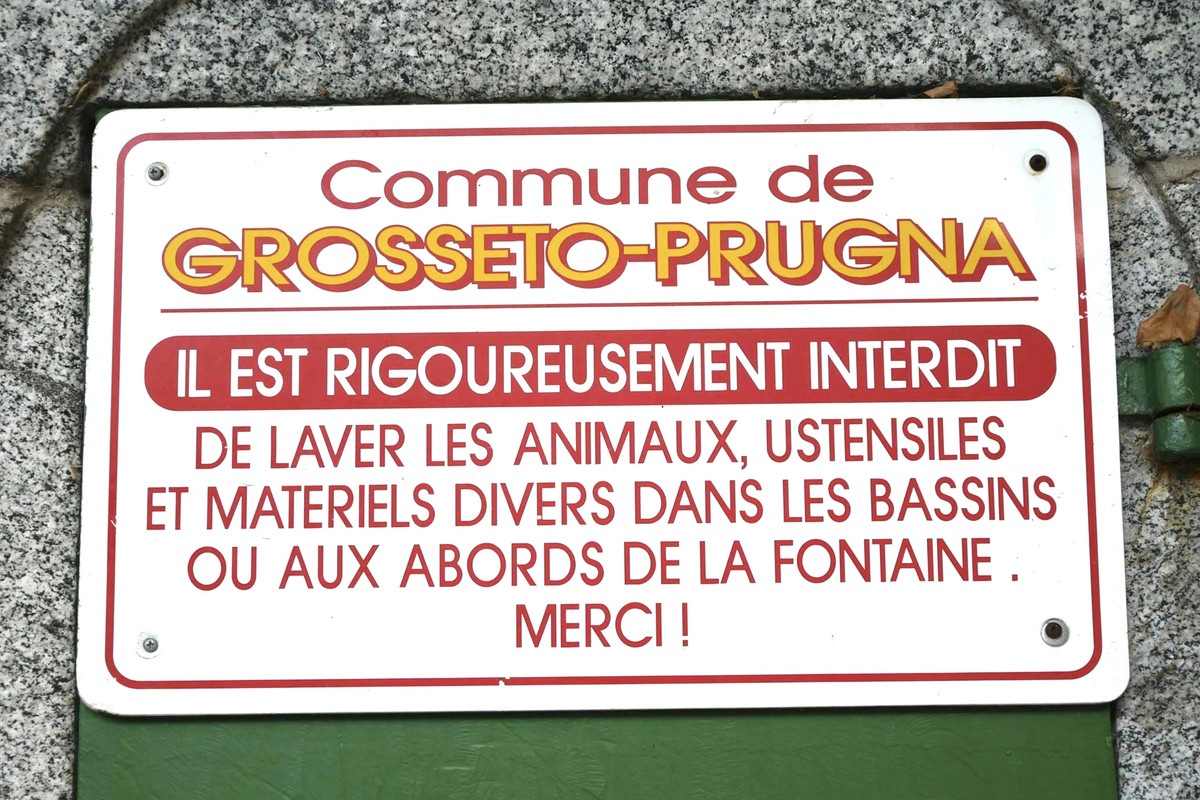 Commune de
GROSSETO-PRUGNA
IL EST RIGOUREUSEMENT INTERDIT
DE LAVER LES ANIMAUX, USTENSILES
ET MATERIELS DIVERS DANS LES BASSINS
OU AUX ABORDS DE LA FONTAINE .
MERCI !